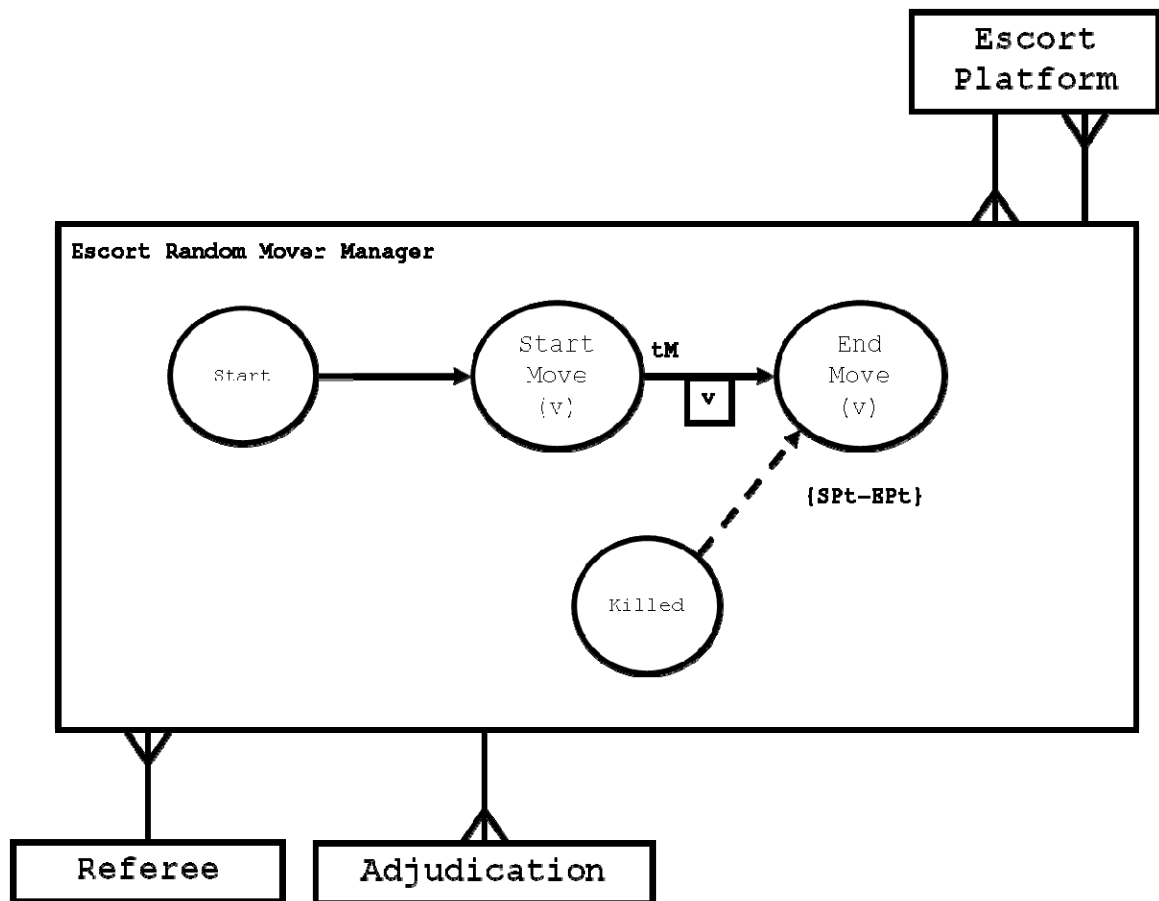 Escort
Platform
Escort Random Mover Manager
Start
Start
Move
(v)
tM
v
End
Move
(v)
{SPt-EPt}
Killed
Referee
Adjudication